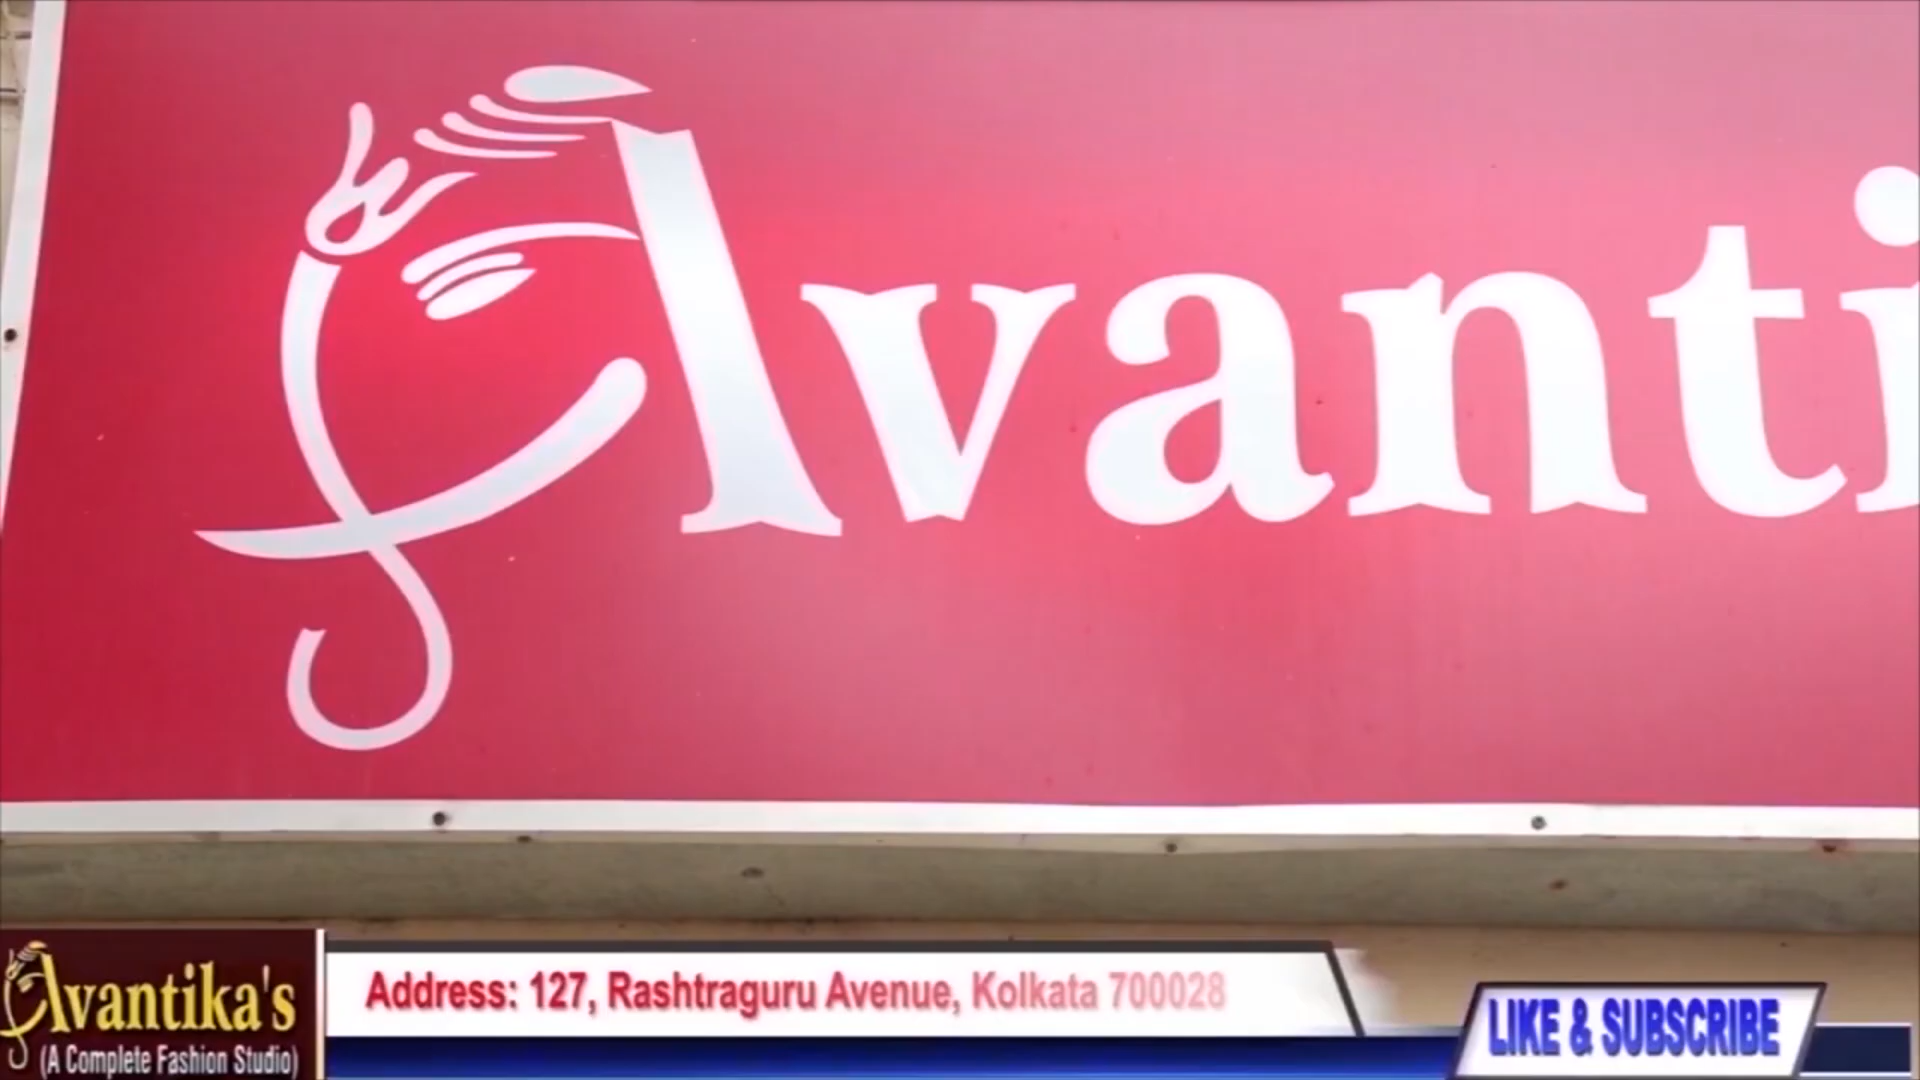 Avanti
Avantika's
(A Complete Fashion Studio)
Address: 127, Rashtraguru Avenue, Kolkata 700028
LIKE & SUBSCRIBE